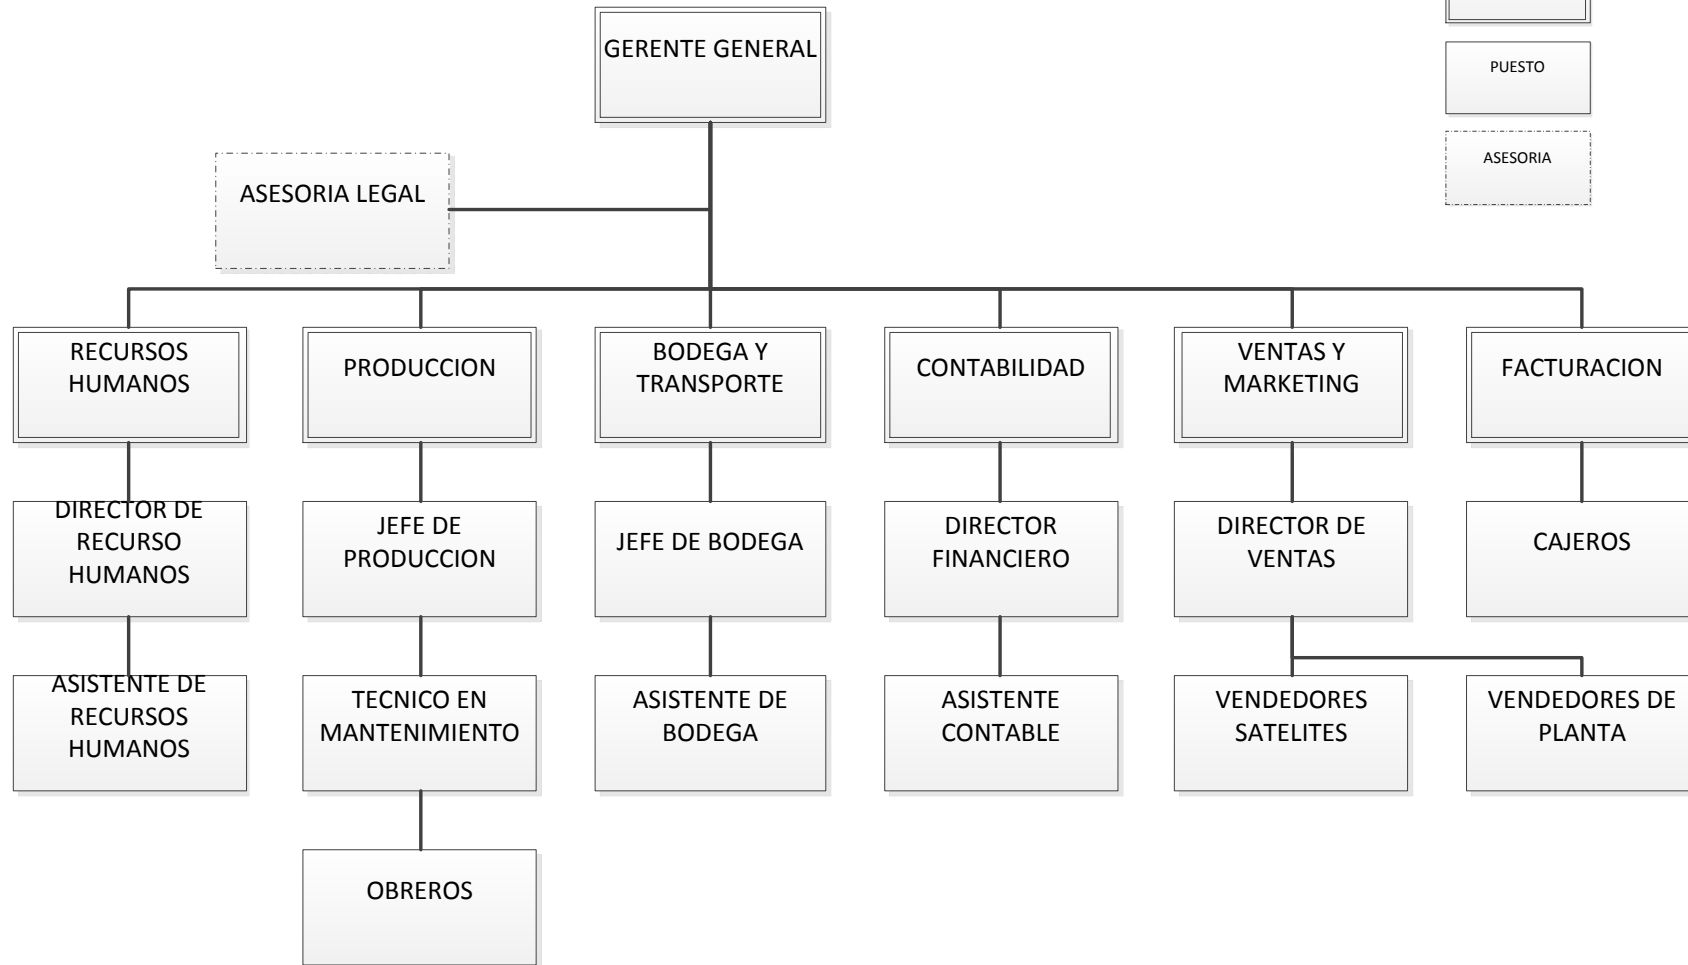 GERENTE GENERAL
PUESTO
ASESORIA
ASESORIA LEGAL
RECURSOS
HUMANOS
PRODUCCION
BODEGA Y
TRANSPORTE
CONTABILIDAD
VENTAS Y
MARKETING
FACTURACION
DIRECTOR DE
RECURSO
HUMANOS
JEFE DE
PRODUCCION
JEFE DE BODEGA
DIRECTOR
FINANCIERO
DIRECTOR DE
VENTAS
CAJEROS
ASISTENTE DE
RECURSOS
HUMANOS
TECNICO EN
MANTENIMIENTO
ASISTENTE DE
BODEGA
ASISTENTE
CONTABLE
VENDEDORES
SATELITES
VENDEDORES DE
PLANTA
OBREROS